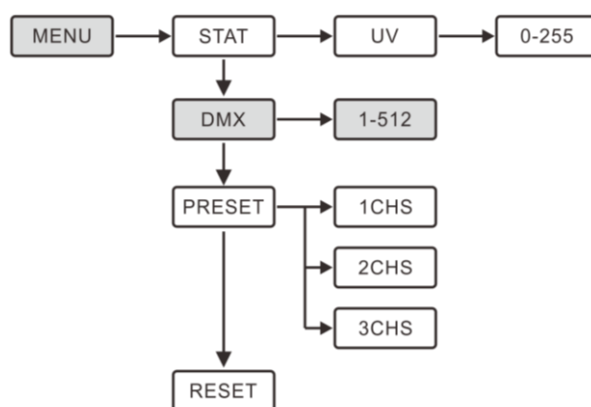 MENU STAT UV 0-255
DMX 1-512
PRESET 1CHS
2CHS
3CHS
RESET